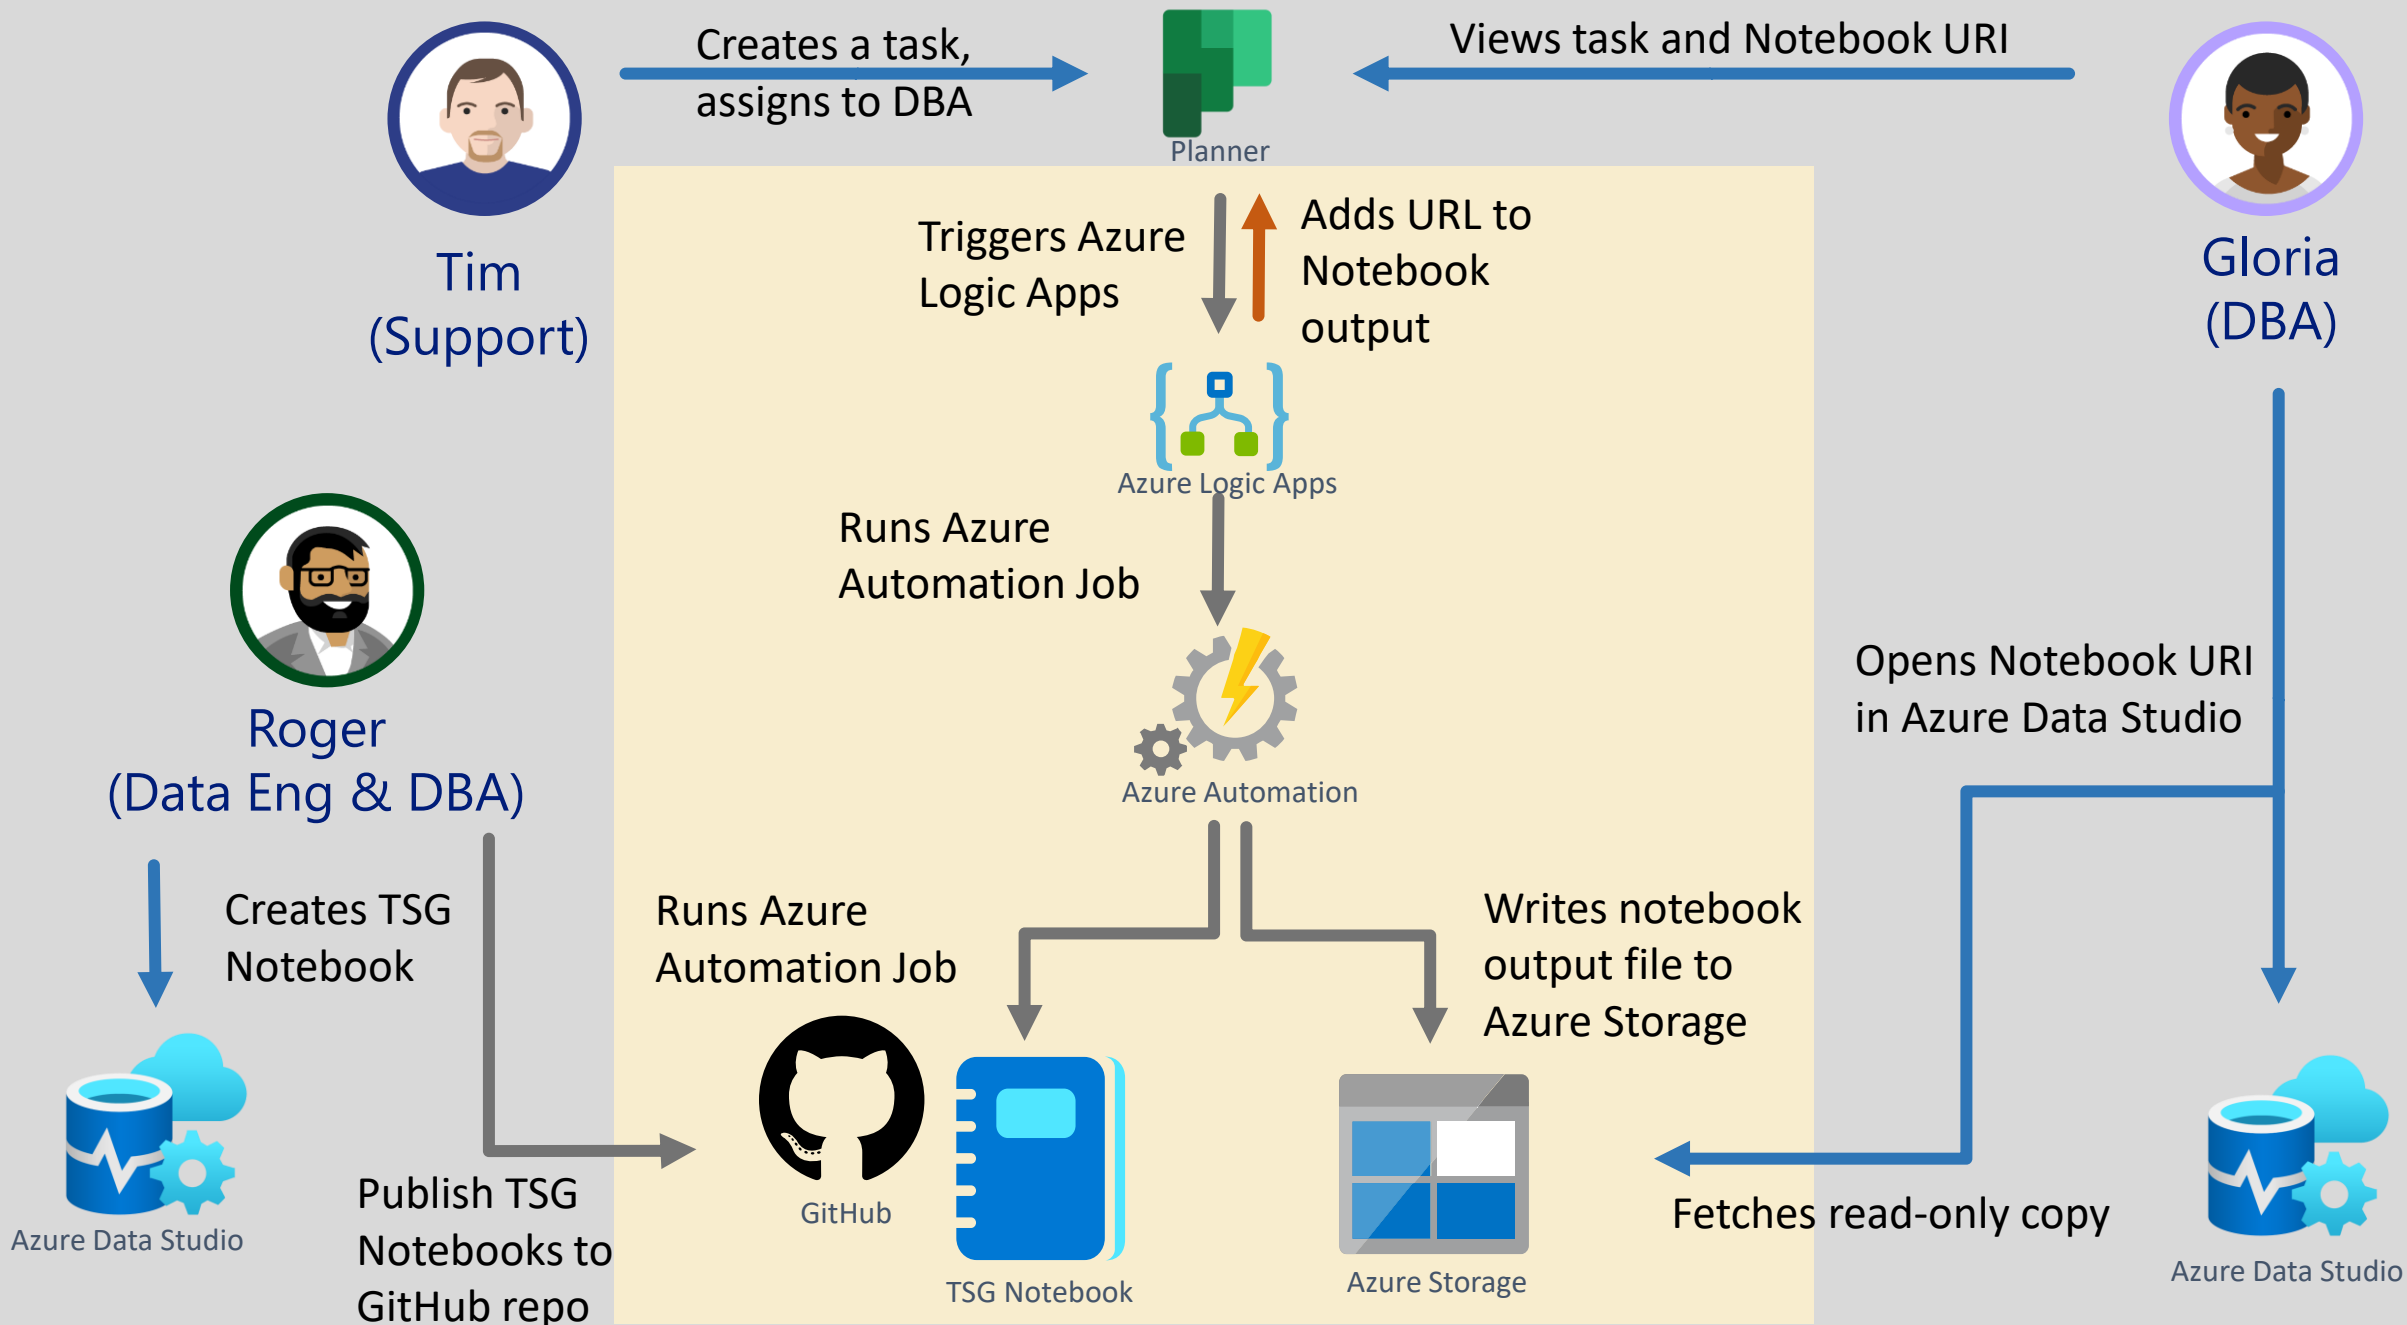 Creates a task,
assigns to DBA
Planner
Views task and Notebook URI
Tim
(Support)
Gloria
(DBA)
Triggers Azure
Logic Apps
Adds URL to
Notebook
output
Azure Logic Apps
Runs Azure
Automation Job
Roger
(Data Eng & DBA)
Azure Automation
Opens Notebook URI
in Azure Data Studio
Creates TSG
Notebook
Runs Azure
Automation Job
Writes notebook
output file to
Azure Storage
Azure Data Studio
Publish TSG
Notebooks to
GitHub repo
GitHub
TSG Notebook
Azure Storage
Fetches read-only copy
Azure Data Studio